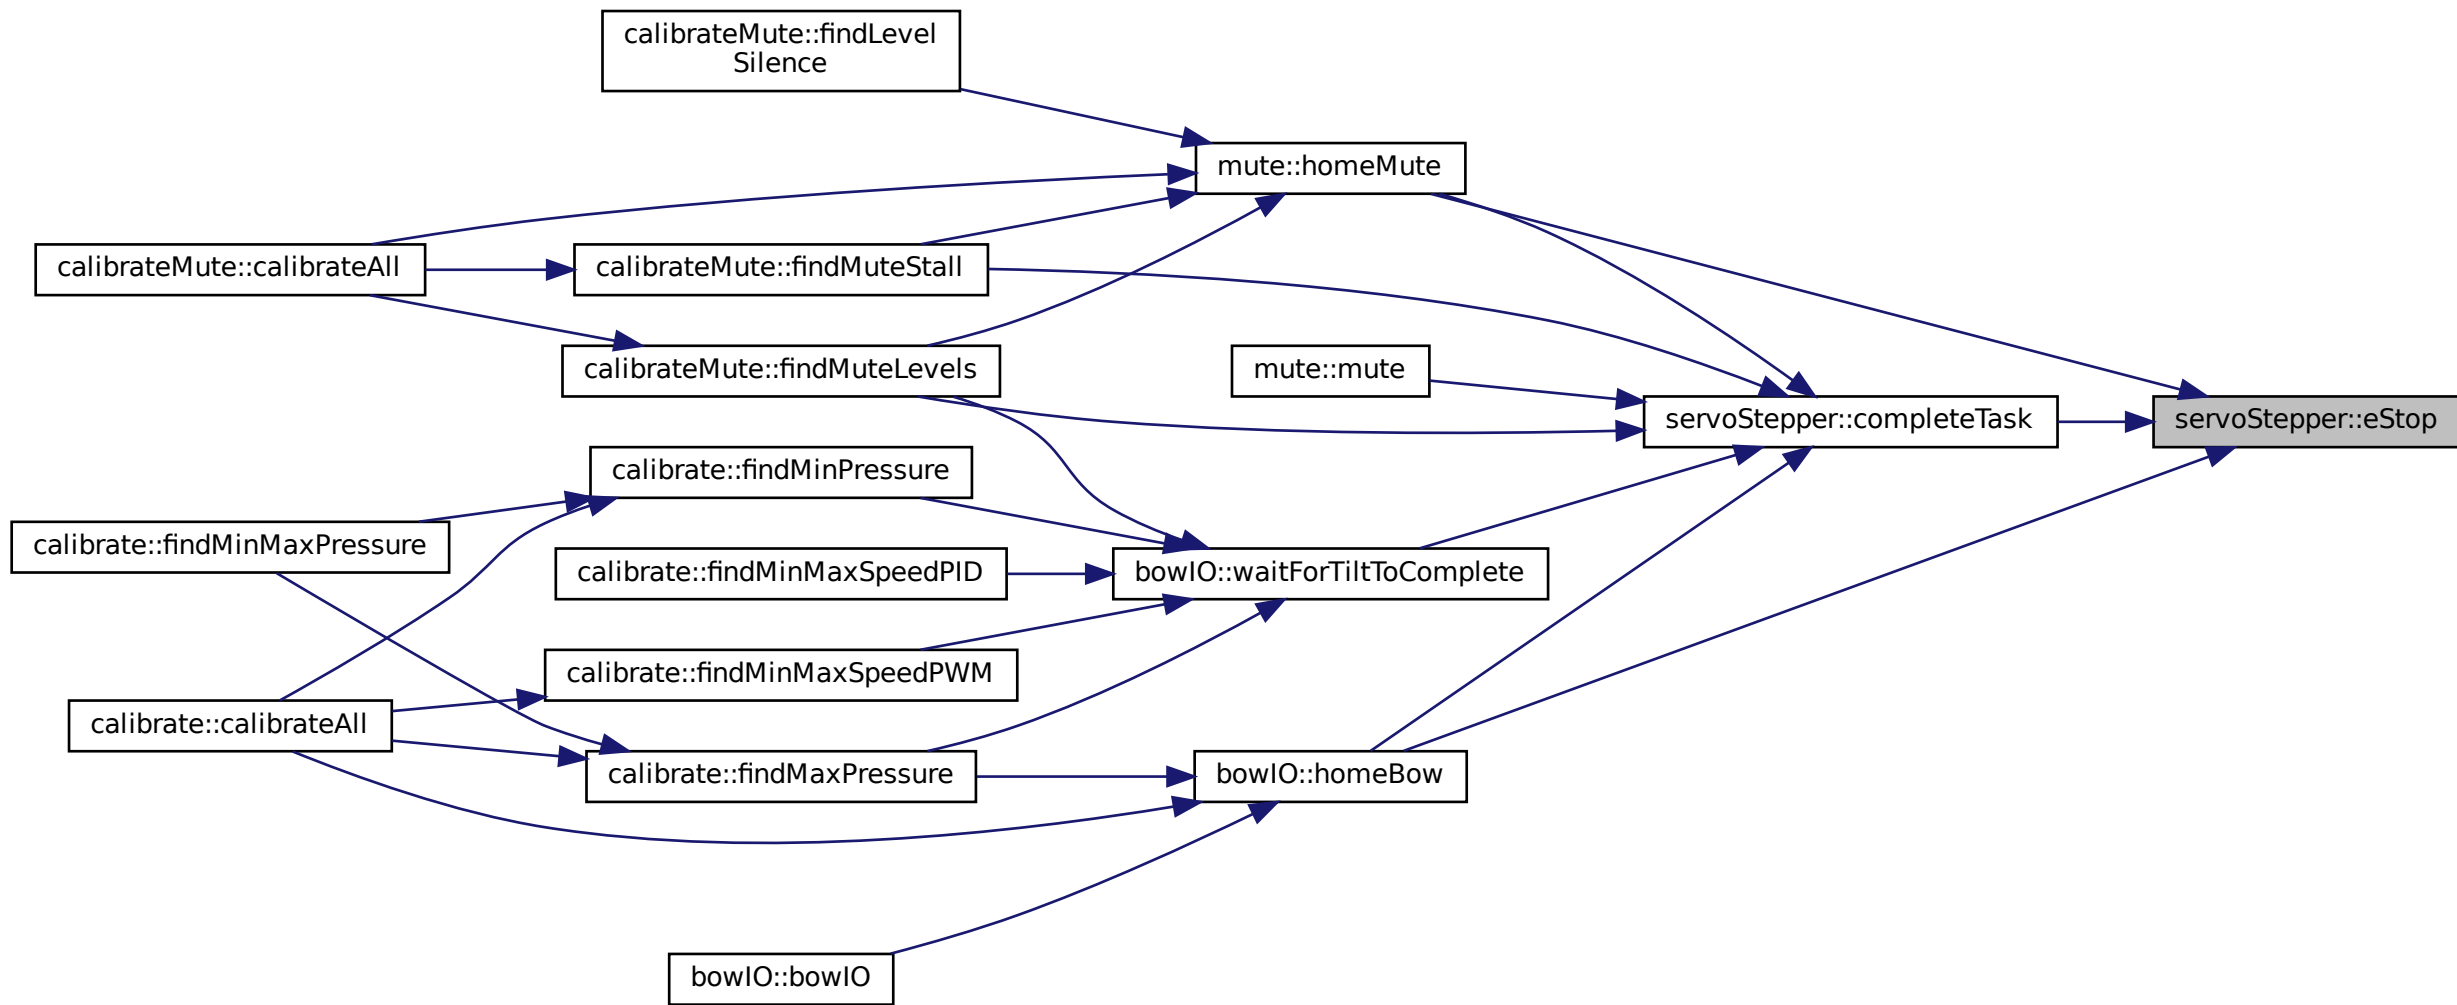 calibrateMute::findLevel
Silence
mute::homeMute
calibrateMute::calibrateAll
calibrateMute::findMuteStall
calibrateMute::findMuteLevels
mute::mute
servoStepper::completeTask
servoStepper::eStop
calibrate::findMinPressure
calibrate::findMinMaxPressure
calibrate::findMinMaxSpeedPID
bowIO::waitForTiltToComplete
calibrate::findMinMaxSpeedPWM
calibrate::calibrateAll
calibrate::findMaxPressure
bowIO::homeBow
bowIO::bowIO